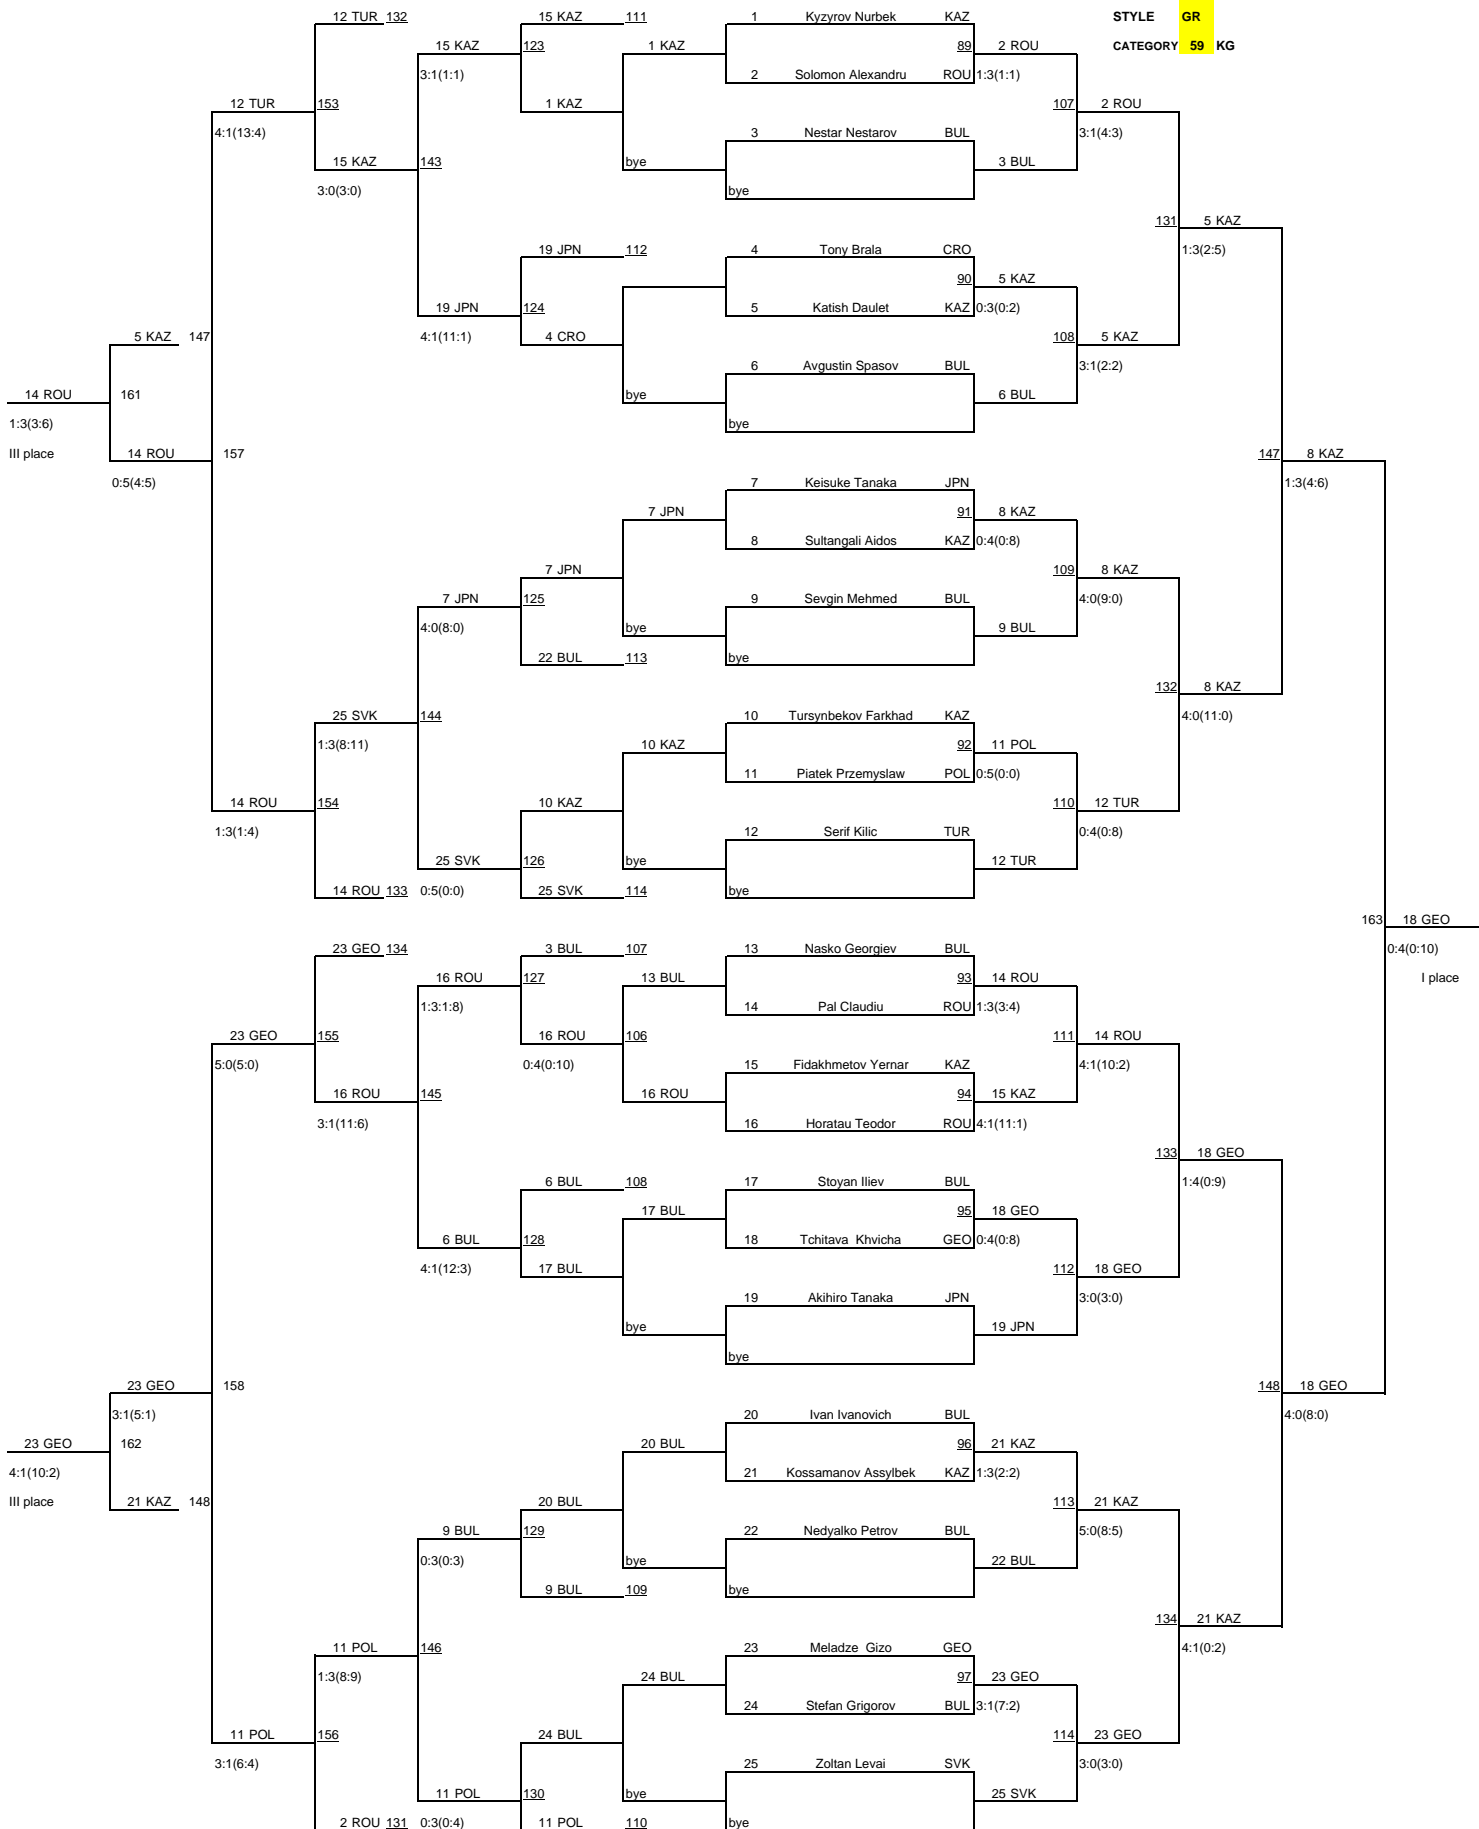 12 TUR 132 15 KAZ 111 1 Kyzyrov Nurbek KAZ STYLE GR
15 KAZ 123 1 KAZ 89 2 ROU CATEGORY 59 KG
3:1(1:1) 2 Solomon Alexandru ROU 1:3(1:1)
12 TUR 153 1 KAZ 107 2 ROU
4:1(13:4) 3 Nestar Nestarov BUL 3:1(4:3)
15 KAZ 143 bye 3 BUL
3:0(3:0) bye
131 5 KAZ
19 JPN 112 4 Tony Brala CRO 1:3(2:5)
90 5 KAZ
19 JPN 124 5 Katish Daulet KAZ 0:3(0:2)
5 KAZ 147 4:1(11:1) 4 CRO 108 5 KAZ
6 Avgustin Spasov BUL 3:1(2:2)
14 ROU 161 bye 6 BUL
1:3(3:6) bye
III place 14 ROU 157 147 8 KAZ
0:5(4:5) 7 Keisuke Tanaka JPN 1:3(4:6)
7 JPN 91 8 KAZ
8 Sultangali Aidos KAZ 0:4(0:8)
7 JPN 109 8 KAZ
7 JPN 125 9 Sevgin Mehmed BUL 4:0(9:0)
4:0(8:0) bye 9 BUL
22 BUL 113 bye
132 8 KAZ
25 SVK 144 10 Tursynbekov Farkhad KAZ 4:0(11:0)
1:3(8:11) 10 KAZ 92 11 POL
11 Piatek Przemyslaw POL 0:5(0:0)
14 ROU 154 10 KAZ 110 12 TUR
1:3(1:4) 12 Serif Kilic TUR 0:4(0:8)
25 SVK 126 bye 12 TUR
14 ROU 133 0:5(0:0) 25 SVK 114 bye
163 18 GEO
23 GEO 134 3 BUL 107 13 Nasko Georgiev BUL 0:4(0:10)
16 ROU 127 13 BUL 93 14 ROU I place
1:3:1:8) 14 Pal Claudiu ROU 1:3(3:4)
23 GEO 155 16 ROU 106 111 14 ROU
5:0(5:0) 0:4(0:10) 15 Fidakhmetov Yernar KAZ 4:1(10:2)
16 ROU 145 16 ROU 94 15 KAZ
3:1(11:6) 16 Horatau Teodor ROU 4:1(11:1)
133 18 GEO
6 BUL 108 17 Stoyan Iliev BUL 1:4(0:9)
17 BUL 95 18 GEO
6 BUL 128 18 Tchitava Khvicha GEO 0:4(0:8)
4:1(12:3) 17 BUL 112 18 GEO
19 Akihiro Tanaka JPN 3:0(3:0)
bye 19 JPN
bye
23 GEO 158 148 18 GEO
3:1(5:1) 20 Ivan Ivanovich BUL 4:0(8:0)
23 GEO 162 20 BUL 96 21 KAZ
4:1(10:2) 21 Kossamanov Assylbek KAZ 1:3(2:2)
III place 21 KAZ 148 20 BUL 113 21 KAZ
9 BUL 129 22 Nedyalko Petrov BUL 5:0(8:5)
0:3(0:3) bye 22 BUL
9 BUL 109 bye
134 21 KAZ
11 POL 146 23 Meladze Gizo GEO 4:1(0:2)
1:3(8:9) 24 BUL 97 23 GEO
24 Stefan Grigorov BUL 3:1(7:2)
11 POL 156 24 BUL 114 23 GEO
3:1(6:4) 25 Zoltan Levai SVK 3:0(3:0)
11 POL 130 bye 25 SVK
2 ROU 131 0:3(0:4) 11 POL 110 bye